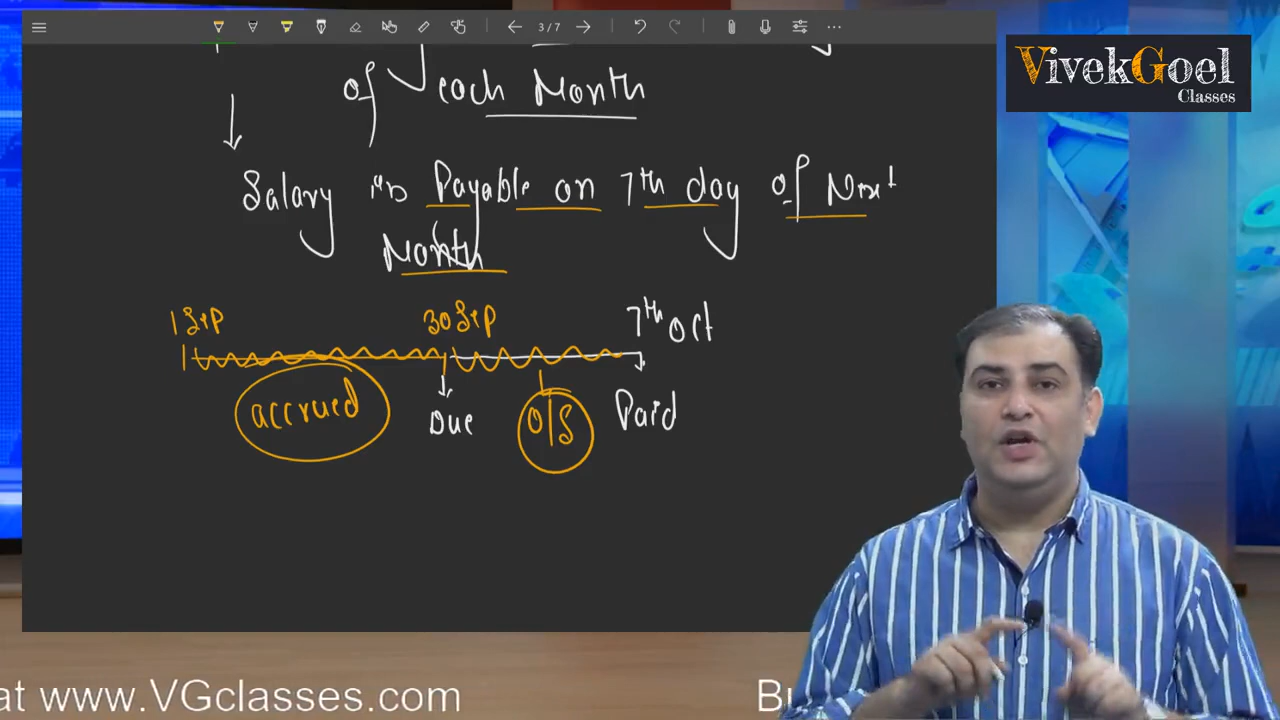 3/7
VivekGoel
Classes
of each Month
Salary is Payable on 7th day of Next
Month
1 Sep
30 Sep
7th Oct
accrued
Due
O/S
Paid
at www.VGclasses.com
Bu